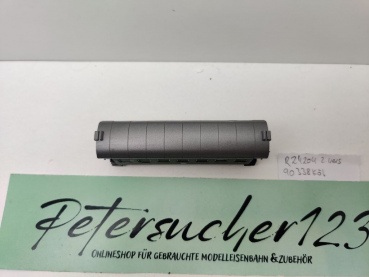 Petersucher123
ONLINESHOP FÜR GEBRAUCHTE MODELLEISENBAHN &ZUBEHÖR